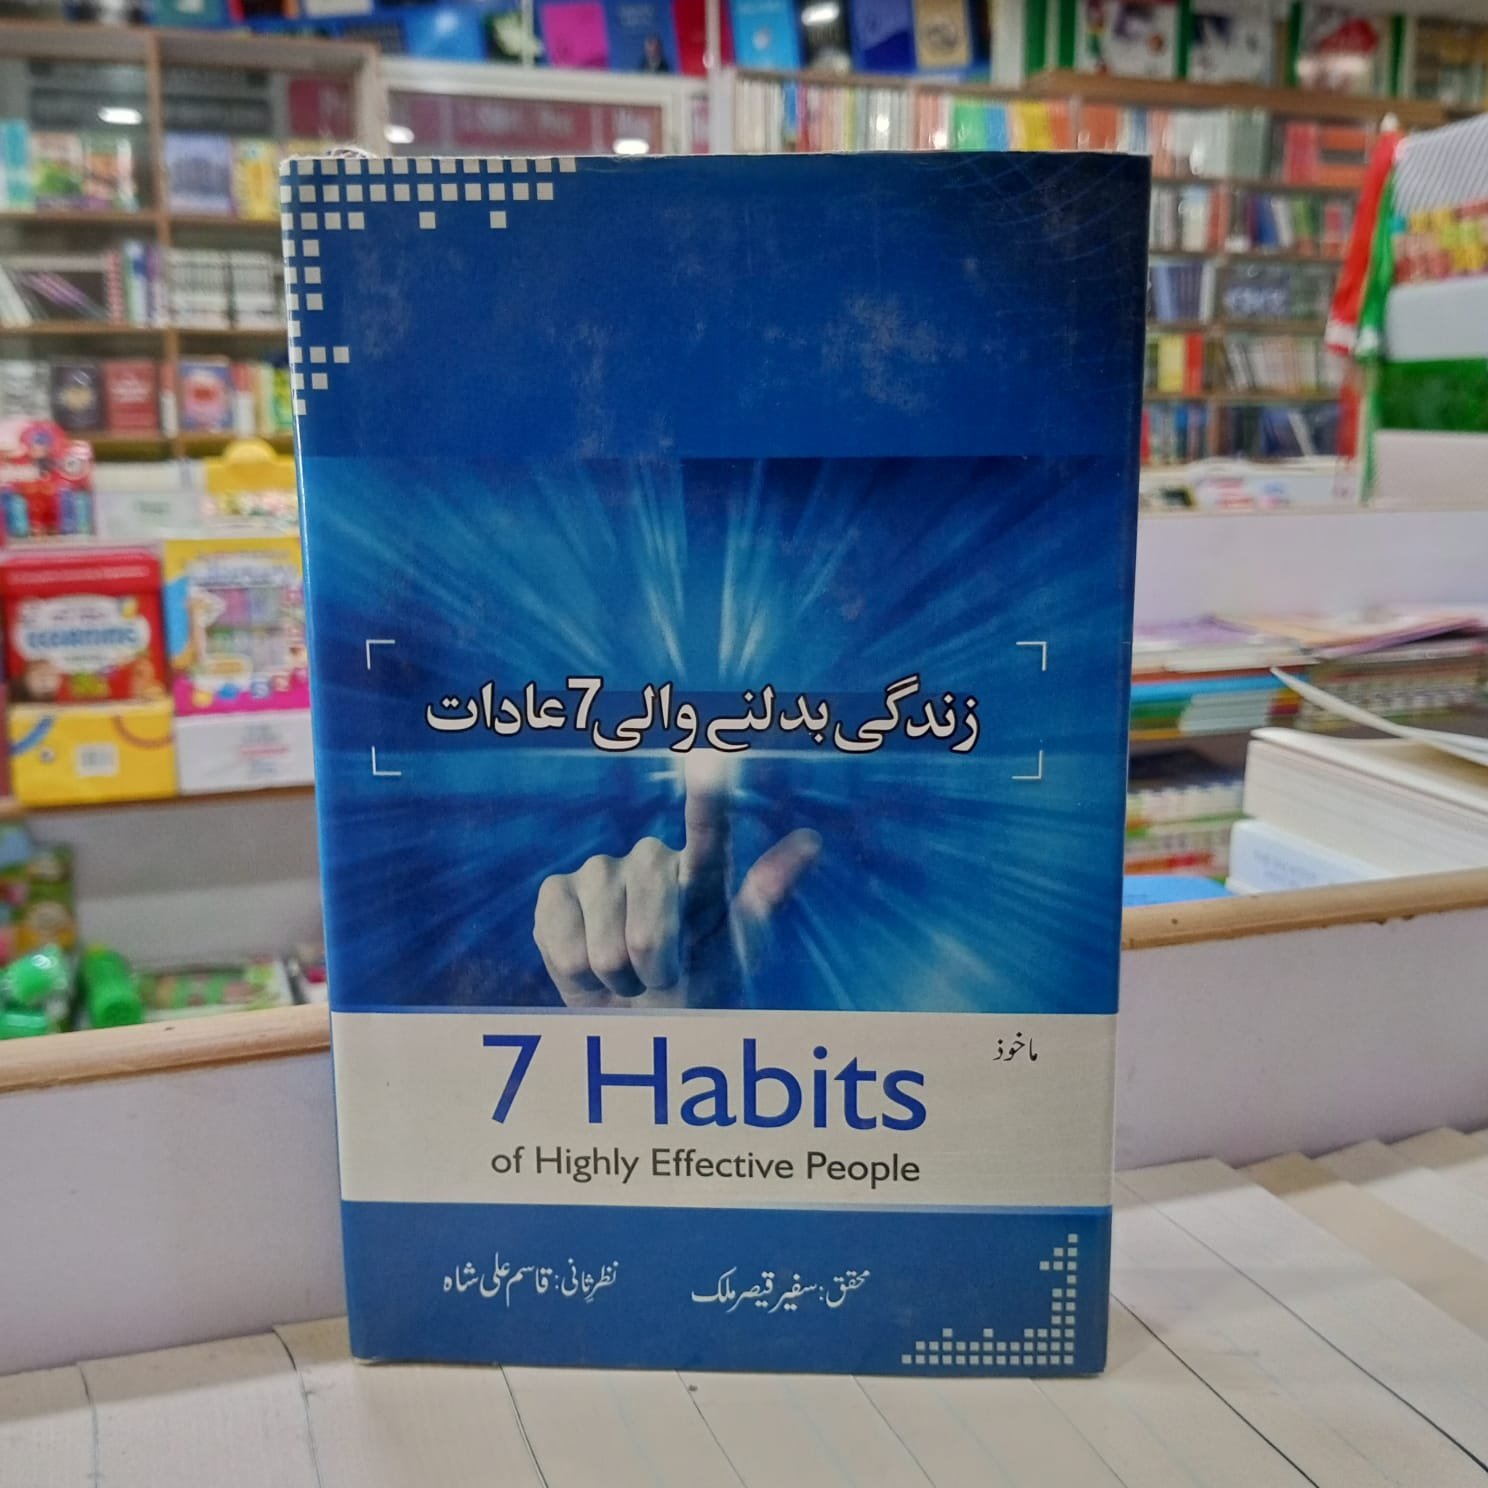 زندگی بدلنے والی 7 عادات
ماخوذ
7 Habits
of Highly Effective People
محقق: سفیر قیصر ملک
نظرِثانی: قاسم علی شاہ